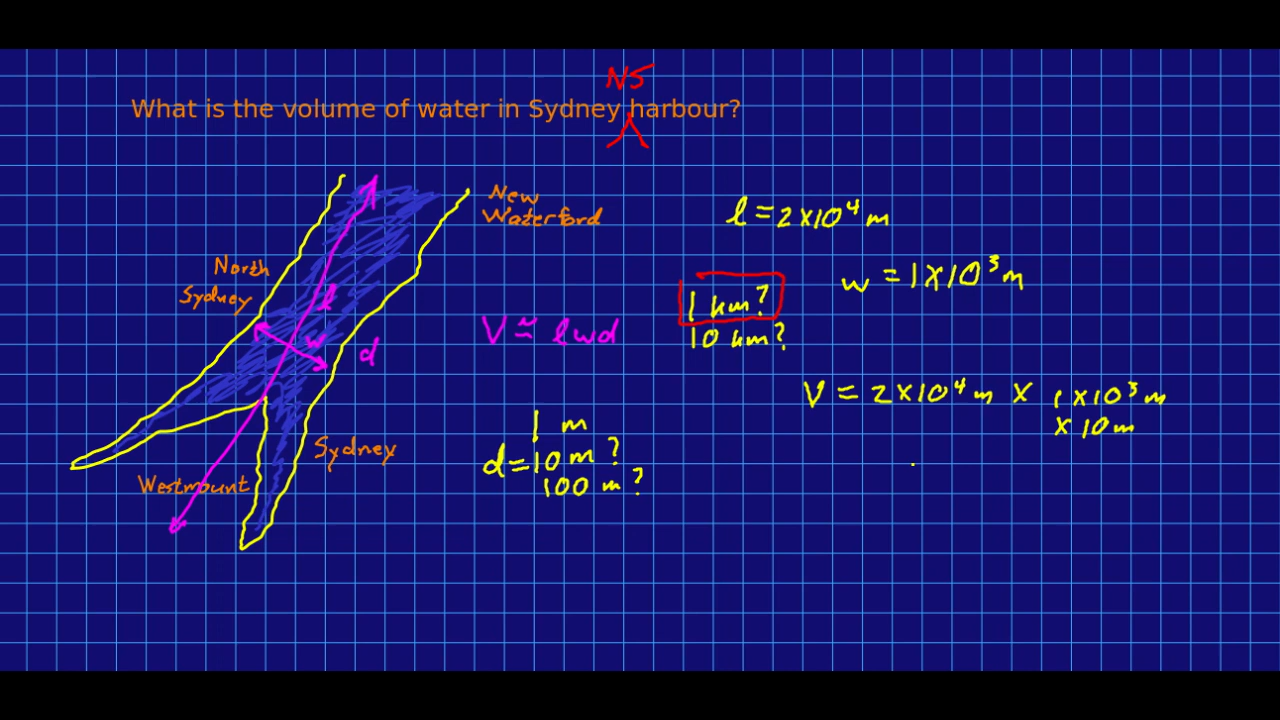 NS
What is the volume of water in Sydney harbour?
New
Waterford
North
Sydney
l
w
d
Sydney
Westmount
V ≈ lwd
1 m
d = 10 m ?
100 m ?
l = 2 x 10⁴ m
w = 1 x 10³ m
1 km?
10 km?
V = 2 x 10⁴ m x 1 x 10³ m
x 10 m